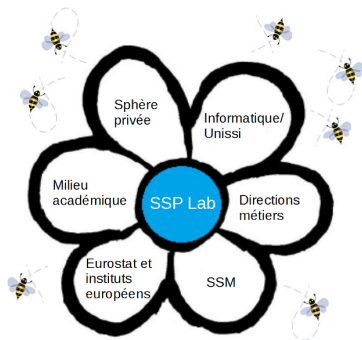 Sphère
privée
Informatique/
Unissi
Milieu
académique
SSP Lab
Directions
métiers
Eurostat et
instituts
européens
SSM